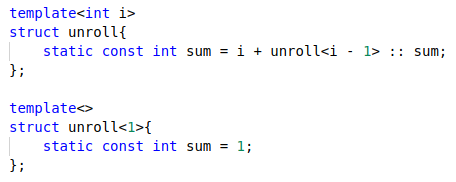 template<int i>
struct unroll{
    static const int sum = i + unroll<i - 1> :: sum;
};

template<>
struct unroll<1>{
    static const int sum = 1;
};